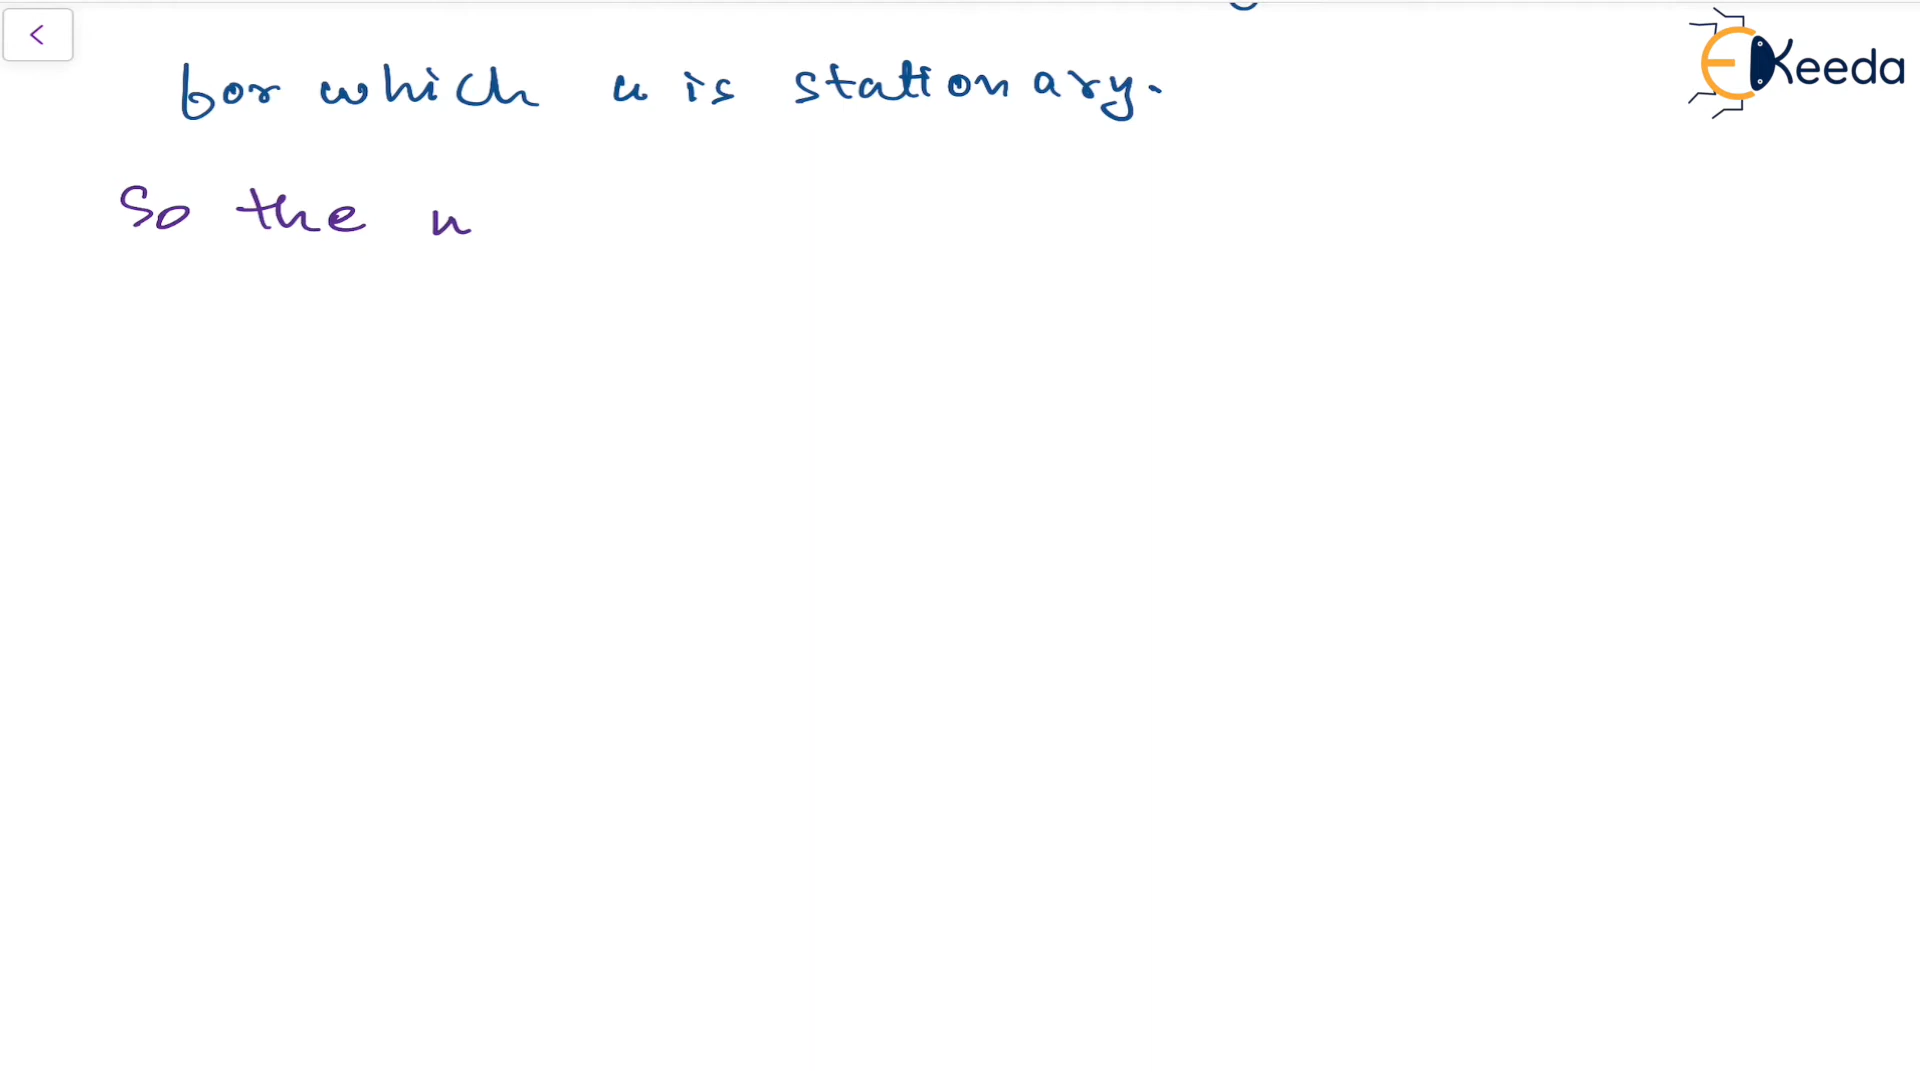 for which u is stationary.
EKeeda
So the n